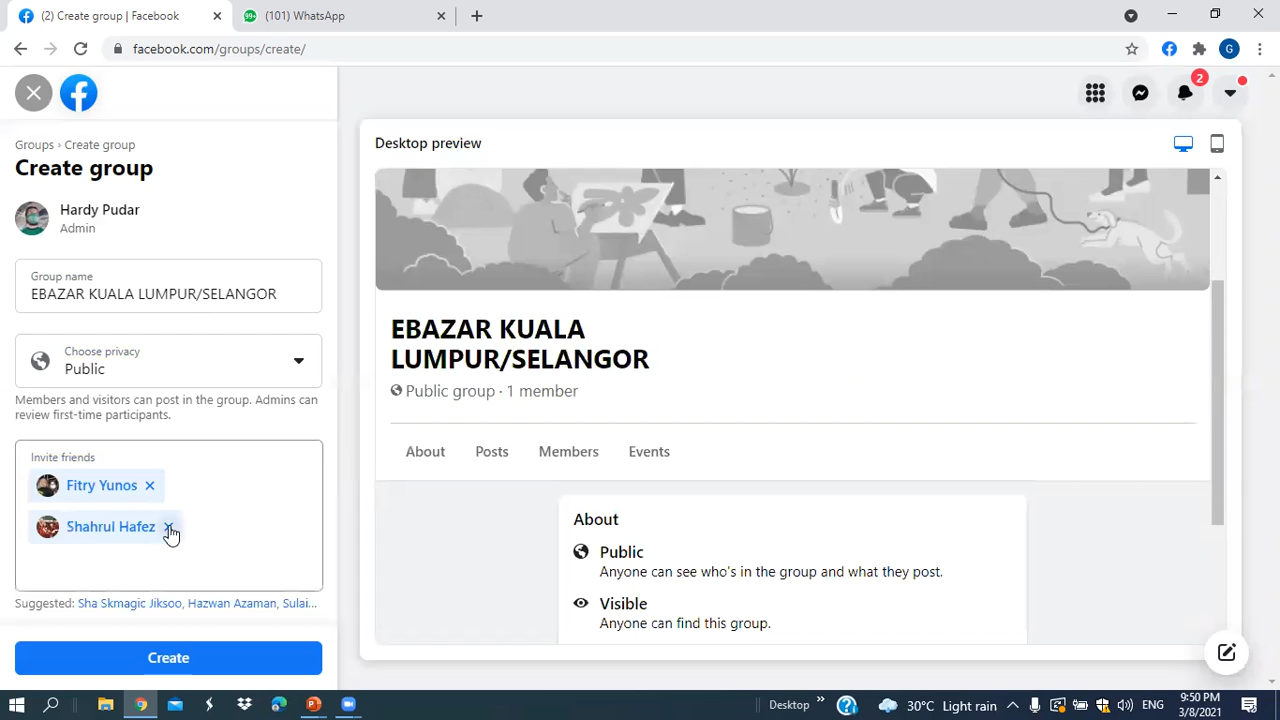 (2) Create group | Facebook
99+
(101) WhatsApp
facebook.com/groups/create/
G
2
Groups › Create group
Create group
Hardy Pudar
Admin
Group name
EBAZAR KUALA LUMPUR/SELANGOR
Choose privacy
Public
Members and visitors can post in the group. Admins can
review first-time participants.
Invite friends
Fitry Yunos
Shahrul Hafez
Suggested: Sha Skmagic Jiksoo, Hazwan Azaman, Sulai...
Create
Desktop preview
EBAZAR KUALA
LUMPUR/SELANGOR
Public group · 1 member
About Posts Members Events
About
Public
Anyone can see who's in the group and what they post.
Visible
Anyone can find this group.
Desktop
30°C Light rain
ENG
9:50 PM
3/8/2021